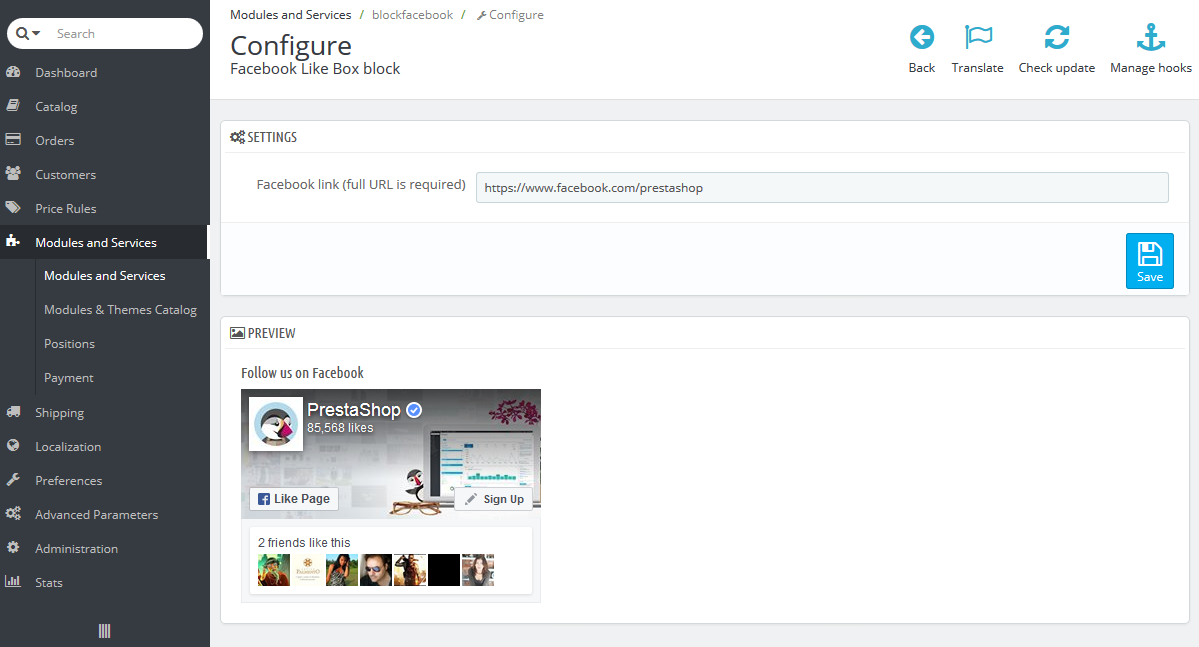 Search
Dashboard
Catalog
Orders
Customers
Price Rules
Modules and Services
Modules and Services
Modules & Themes Catalog
Positions
Payment
Shipping
Localization
Preferences
Advanced Parameters
Administration
Stats
Modules and Services / blockfacebook / Configure
Configure
Facebook Like Box block
Back Translate Check update Manage hooks
SETTINGS
Facebook link (full URL is required) https://www.facebook.com/prestashop
Save
PREVIEW
Follow us on Facebook
PrestaShop
85,568 likes
Like Page Sign Up
2 friends like this